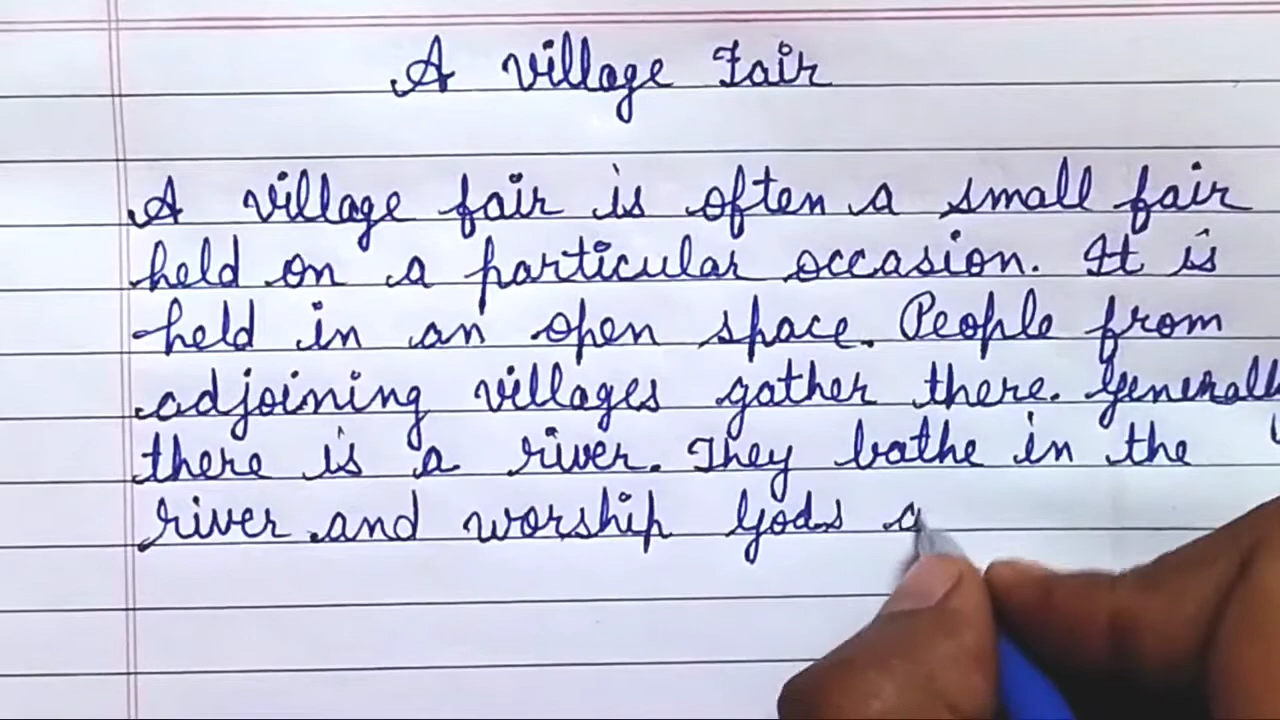 A Village Fair
A village fair is often a small fair
held on a particular occasion. It is
held in an open space. People from
adjoining villages gather there. Generally
there is a river. They bathe in the
river and worship Gods a